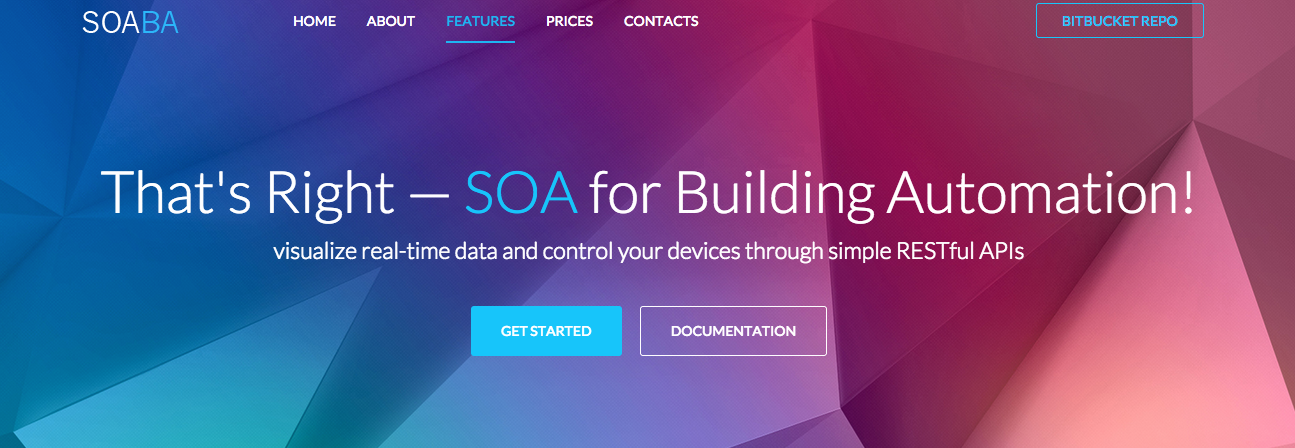 SOABA
HOME ABOUT FEATURES PRICES CONTACTS
BITBUCKET REPO
That's Right — SOA for Building Automation!
visualize real-time data and control your devices through simple RESTful APIs
GET STARTED
DOCUMENTATION